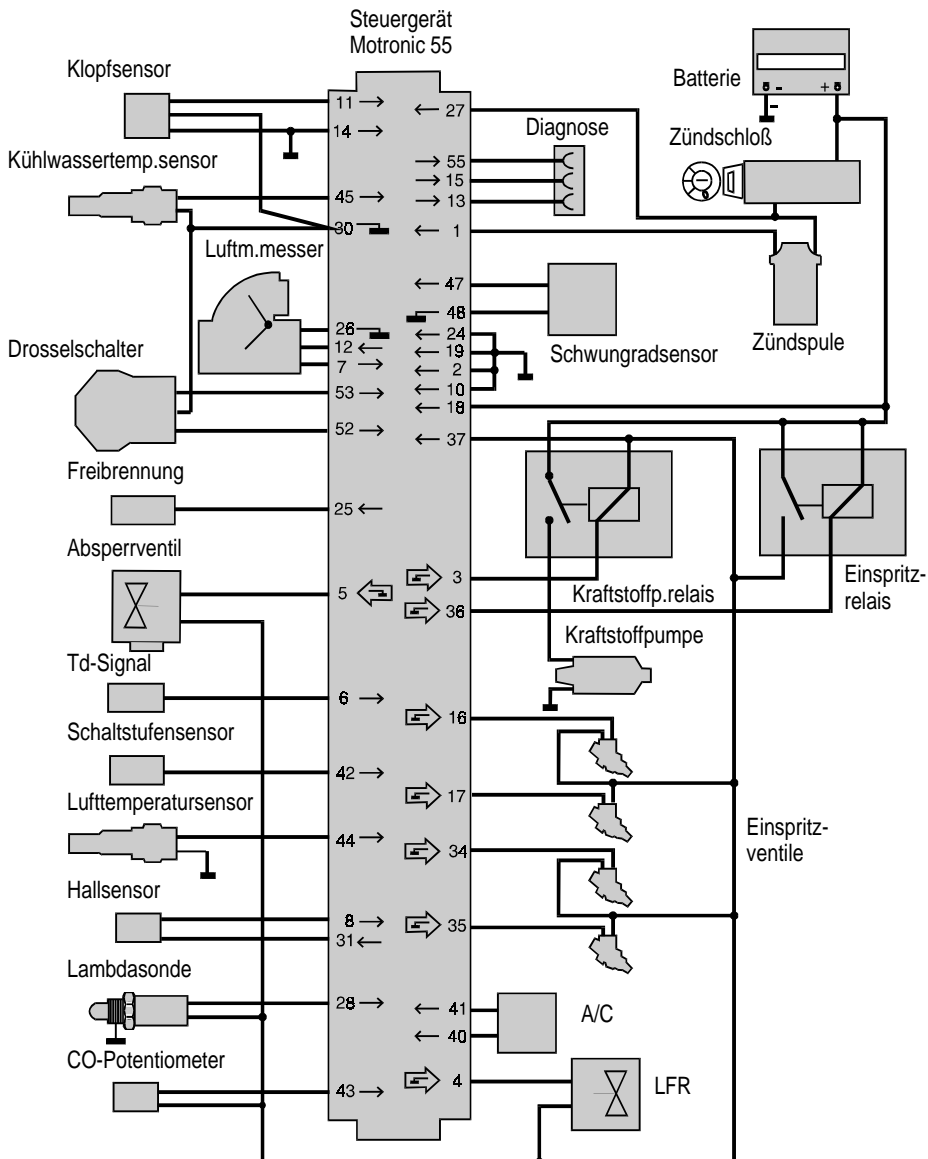 Steuergerät
Motronic 55
Klopfsensor
11
14
Kühlwassertemp.sensor
45
30
Luftm.messer
26
12
7
Drosselschalter
53
52
Freibrennung
25
Absperrventil
5
Td-Signal
6
Schaltstufensensor
42
Lufttemperatursensor
44
Hallsensor
8
31
Lambdasonde
28
CO-Potentiometer
43
27
Diagnose
55
15
13
1
47
48
Schwungradsensor
24
19
2
10
18
37
Batterie
- +
-
Zündschloß
Zündspule
3
36
Kraftstoffp.relais
Einspritz-
relais
Kraftstoffpumpe
16
17
34
35
Einspritz-
ventile
41
40
A/C
4
LFR